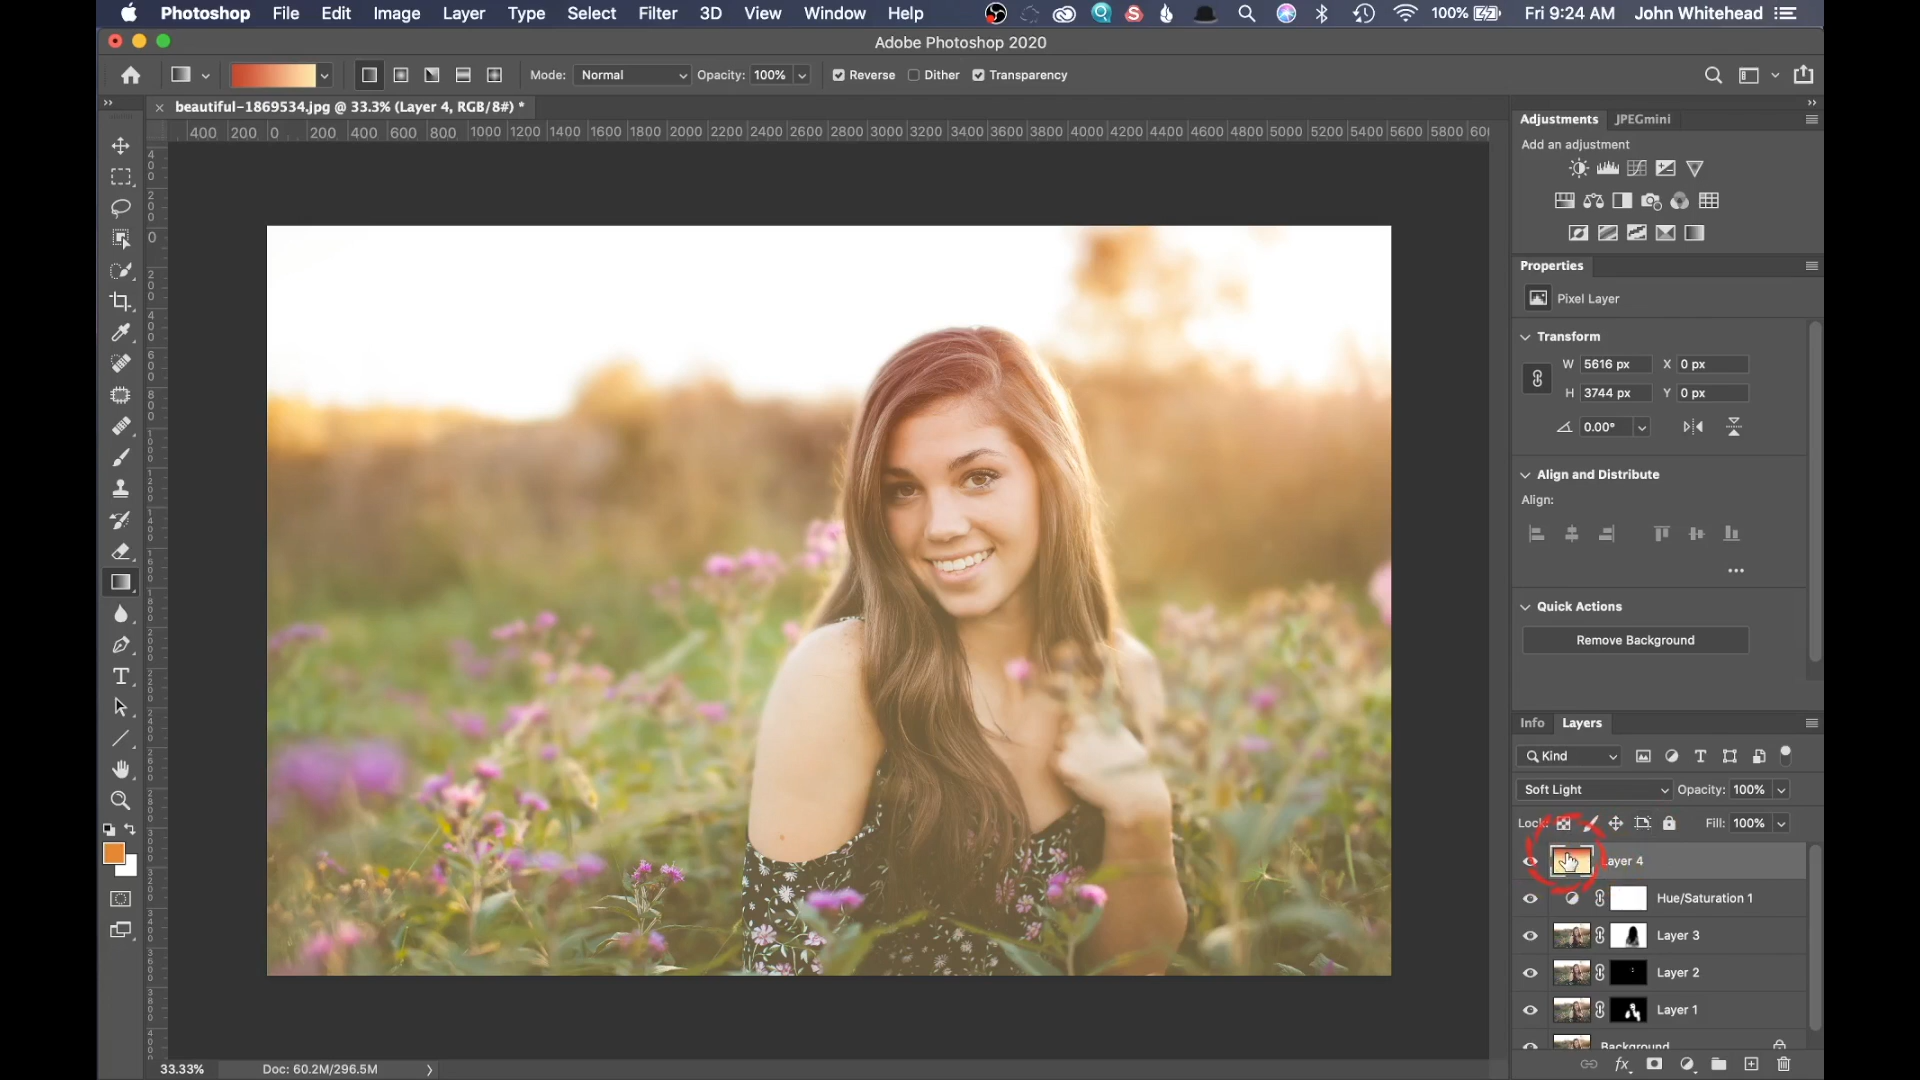 Photoshop File Edit Image Layer Type Select Filter 3D View Window Help 100% Fri 9:24 AM John Whitehead
Adobe Photoshop 2020
Mode: Normal Opacity: 100% Reverse Dither Transparency
beautiful-1869534.jpg @ 33.3% (Layer 4, RGB/8#) *
400 200 0 200 400 600 800 1000 1200 1400 1600 1800 2000 2200 2400 2600 2800 3000 3200 3400 3600 3800 4000 4200 4400 4600 4800 5000 5200 5400 5600 5800
Adjustments JPEGmini
Add an adjustment
Properties
Pixel Layer
Transform
W 5616 px X 0 px
H 3744 px Y 0 px
0.00°
Align and Distribute
Align:
Quick Actions
Remove Background
Info Layers
Kind
Soft Light Opacity: 100%
Lock: Fill: 100%
Layer 4
Hue/Saturation 1
Layer 3
Layer 2
Layer 1
Background
33.33% Doc: 60.2M/296.5M